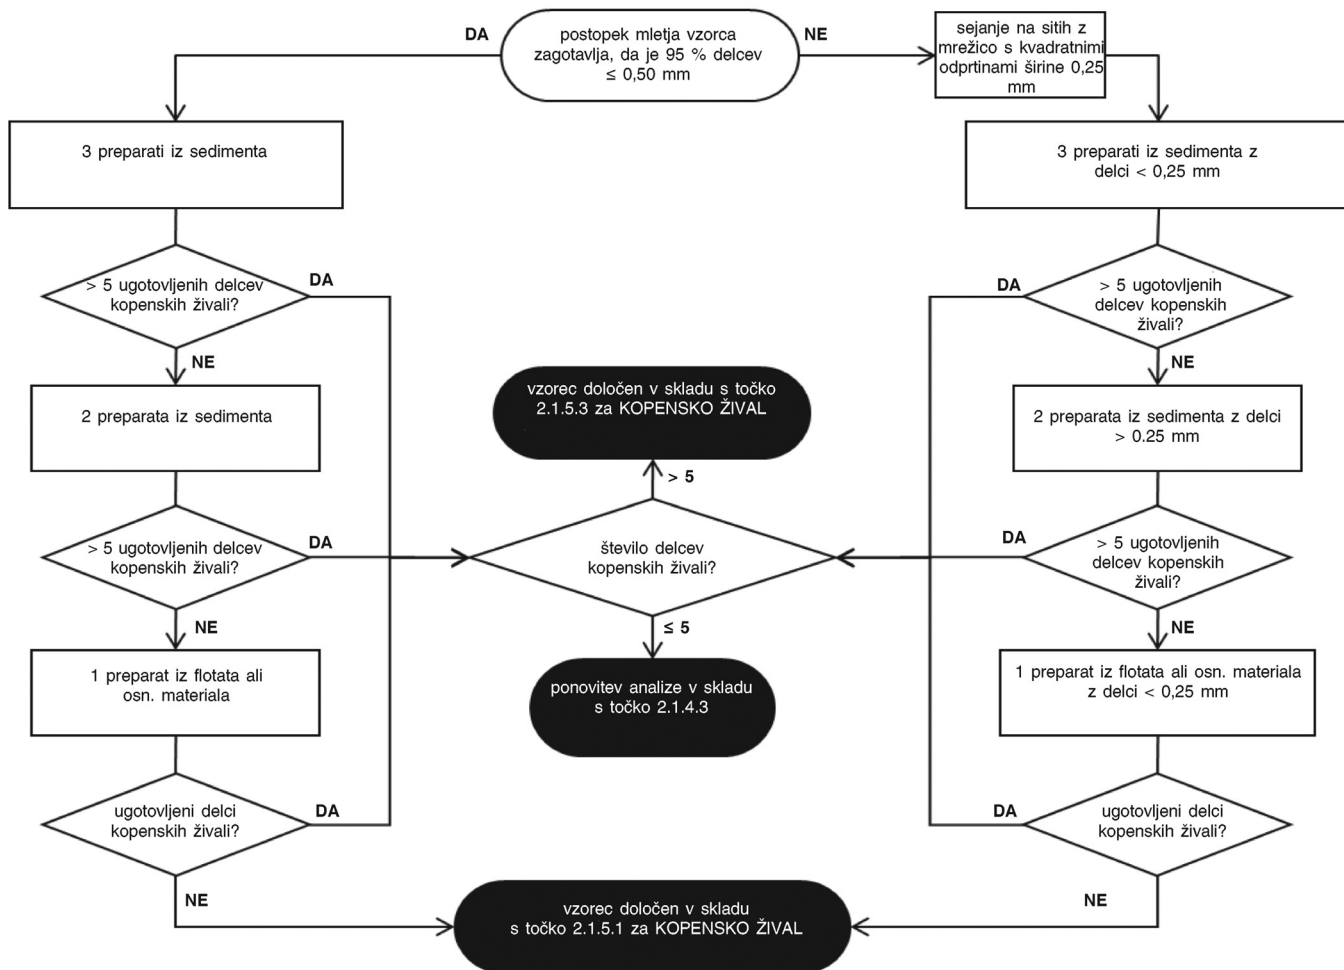 DA
postopek mletja vzorca
zagotavlja, da je 95 % delcev
≤ 0,50 mm
NE
sejanje na sitih z
mrežico s kvadratnimi
odprtinami širine 0,25
mm
3 preparati iz sedimenta
3 preparati iz sedimenta z
delci < 0,25 mm
> 5 ugotovljenih delcev
kopenskih živali?
DA
NE
DA
> 5 ugotovljenih
delcev kopenskih
živali?
NE
2 preparata iz sedimenta
vzorec določen v skladu s točko
2.1.5.3 za KOPENSKO ŽIVAL
2 preparata iz sedimenta z delci
> 0.25 mm
> 5
> 5 ugotovljenih delcev
kopenskih živali?
DA
NE
število delcev
kopenskih živali?
DA
> 5 ugotovljenih
delcev kopenskih
živali?
NE
≤ 5
1 preparat iz flotata ali
osn. materiala
ponovitev analize v skladu
s točko 2.1.4.3
1 preparat iz flotata ali osn. materiala
z delci < 0,25 mm
ugotovljeni delci
kopenskih živali?
DA
NE
DA
ugotovljeni delci
kopenskih živali?
NE
vzorec določen v skladu
s točko 2.1.5.1 za KOPENSKO ŽIVAL